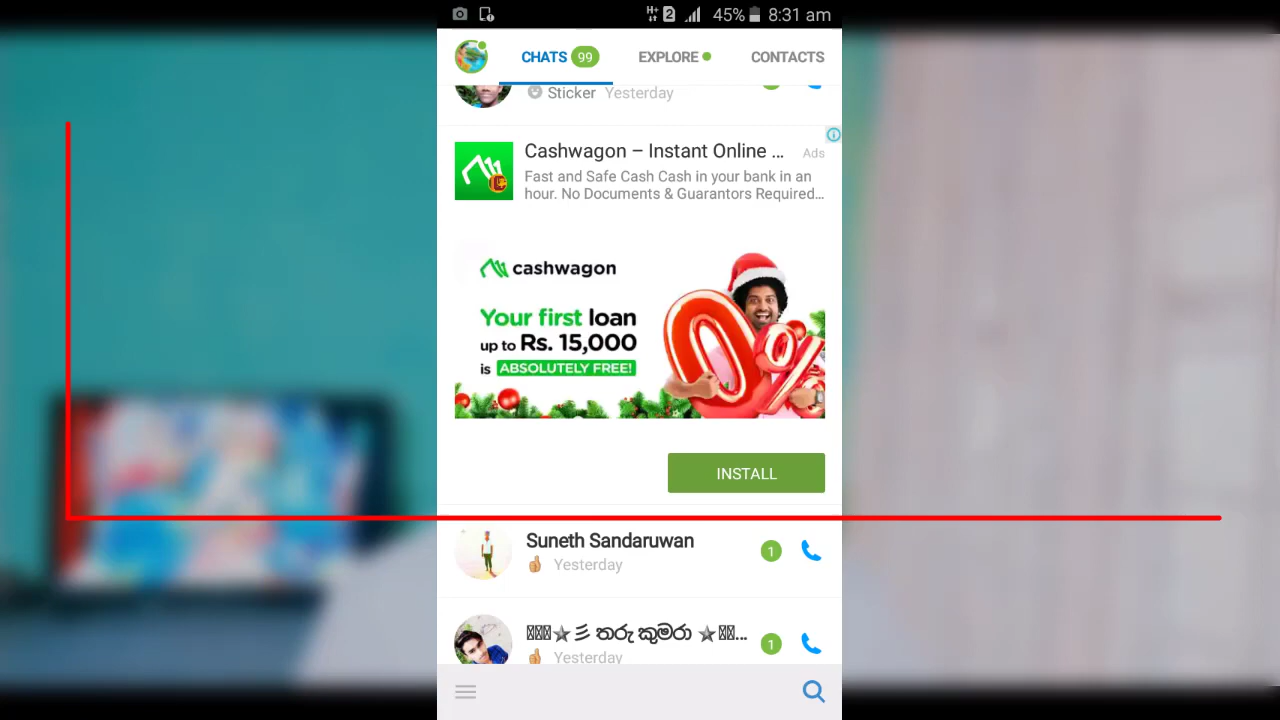 H+ 2 45% 8:31 am
CHATS 99 EXPLORE CONTACTS
Sticker Yesterday
Cashwagon – Instant Online ... Ads
Fast and Safe Cash Cash in your bank in an
hour. No Documents & Guarantors Required...
cashwagon
Your first loan
up to Rs. 15,000
is ABSOLUTELY FREE!
0%
INSTALL
Suneth Sandaruwan
1
Yesterday
★彡 තරු කුමරා ★...
1
Yesterday